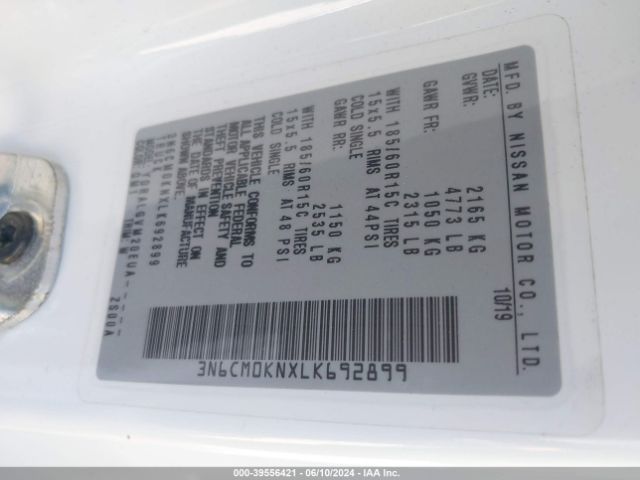 MFD. BY NISSAN MOTOR CO., LTD.
DATE: 10/19
GVWR: 2165 KG
4773 LB
GAWR FR: 1050 KG
2315 LB
WITH 185/60R15C TIRES
15x5.5 RIMS AT 44PSI
COLD SINGLE
GAWR RR: 1150 KG
2535 LB
WITH 185/60R15C TIRES
15x5.5 RIMS AT 48 PSI
COLD SINGLE
THIS VEHICLE CONFORMS TO
ALL APPLICABLE FEDERAL
MOTOR VEHICLE SAFETY AND
THEFT PREVENTION
STANDARDS IN EFFECT ON
THE DATE OF MANUFACTURE
SHOWN ABOVE.
3N6CM0KNXLK692899
TRUCK
MODEL
COLOR
3N6CM0KNXLK692899
000-39556421 - 06/10/2024 - IAA Inc.